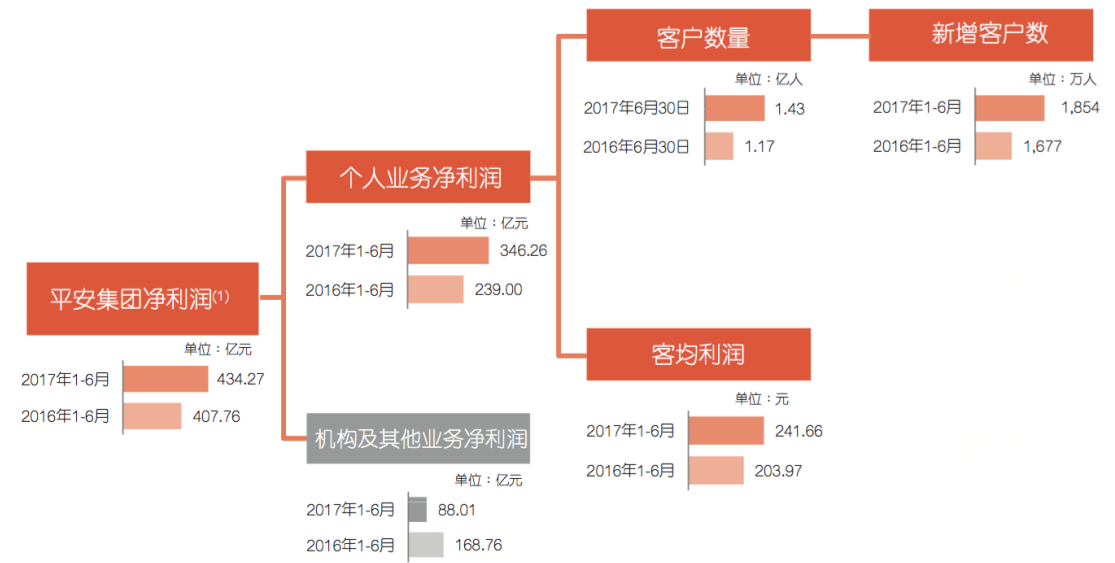 客户数量
新增客户数
单位：亿人
2017年6月30日 1.43
2016年6月30日 1.17
单位：万人
2017年1-6月 1,854
2016年1-6月 1,677
个人业务净利润
单位：亿元
2017年1-6月 346.26
2016年1-6月 239.00
平安集团净利润(1)
单位：亿元
2017年1-6月 434.27
2016年1-6月 407.76
客均利润
单位：元
2017年1-6月 241.66
2016年1-6月 203.97
机构及其他业务净利润
单位：亿元
2017年1-6月 88.01
2016年1-6月 168.76